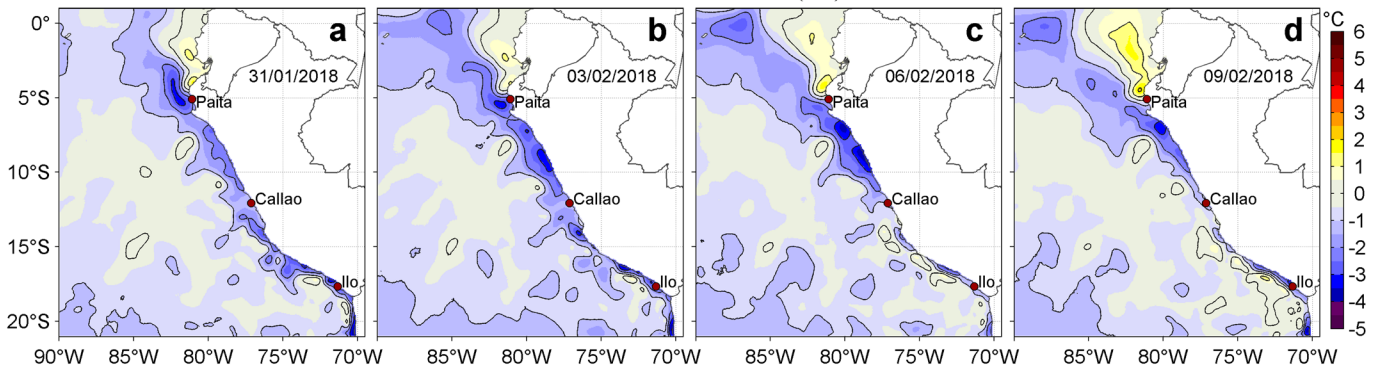 a
31/01/2018
Paita
Callao
Ilo
b
03/02/2018
Paita
Callao
Ilo
c
06/02/2018
Paita
Callao
Ilo
d
09/02/2018
Paita
Callao
Ilo
0°
5°S
10°S
15°S
20°S
90°W 85°W 80°W 75°W 70°W
85°W 80°W 75°W 70°W
85°W 80°W 75°W 70°W
85°W 80°W 75°W 70°W
°C
6
5
4
3
2
1
0
-1
-2
-3
-4
-5